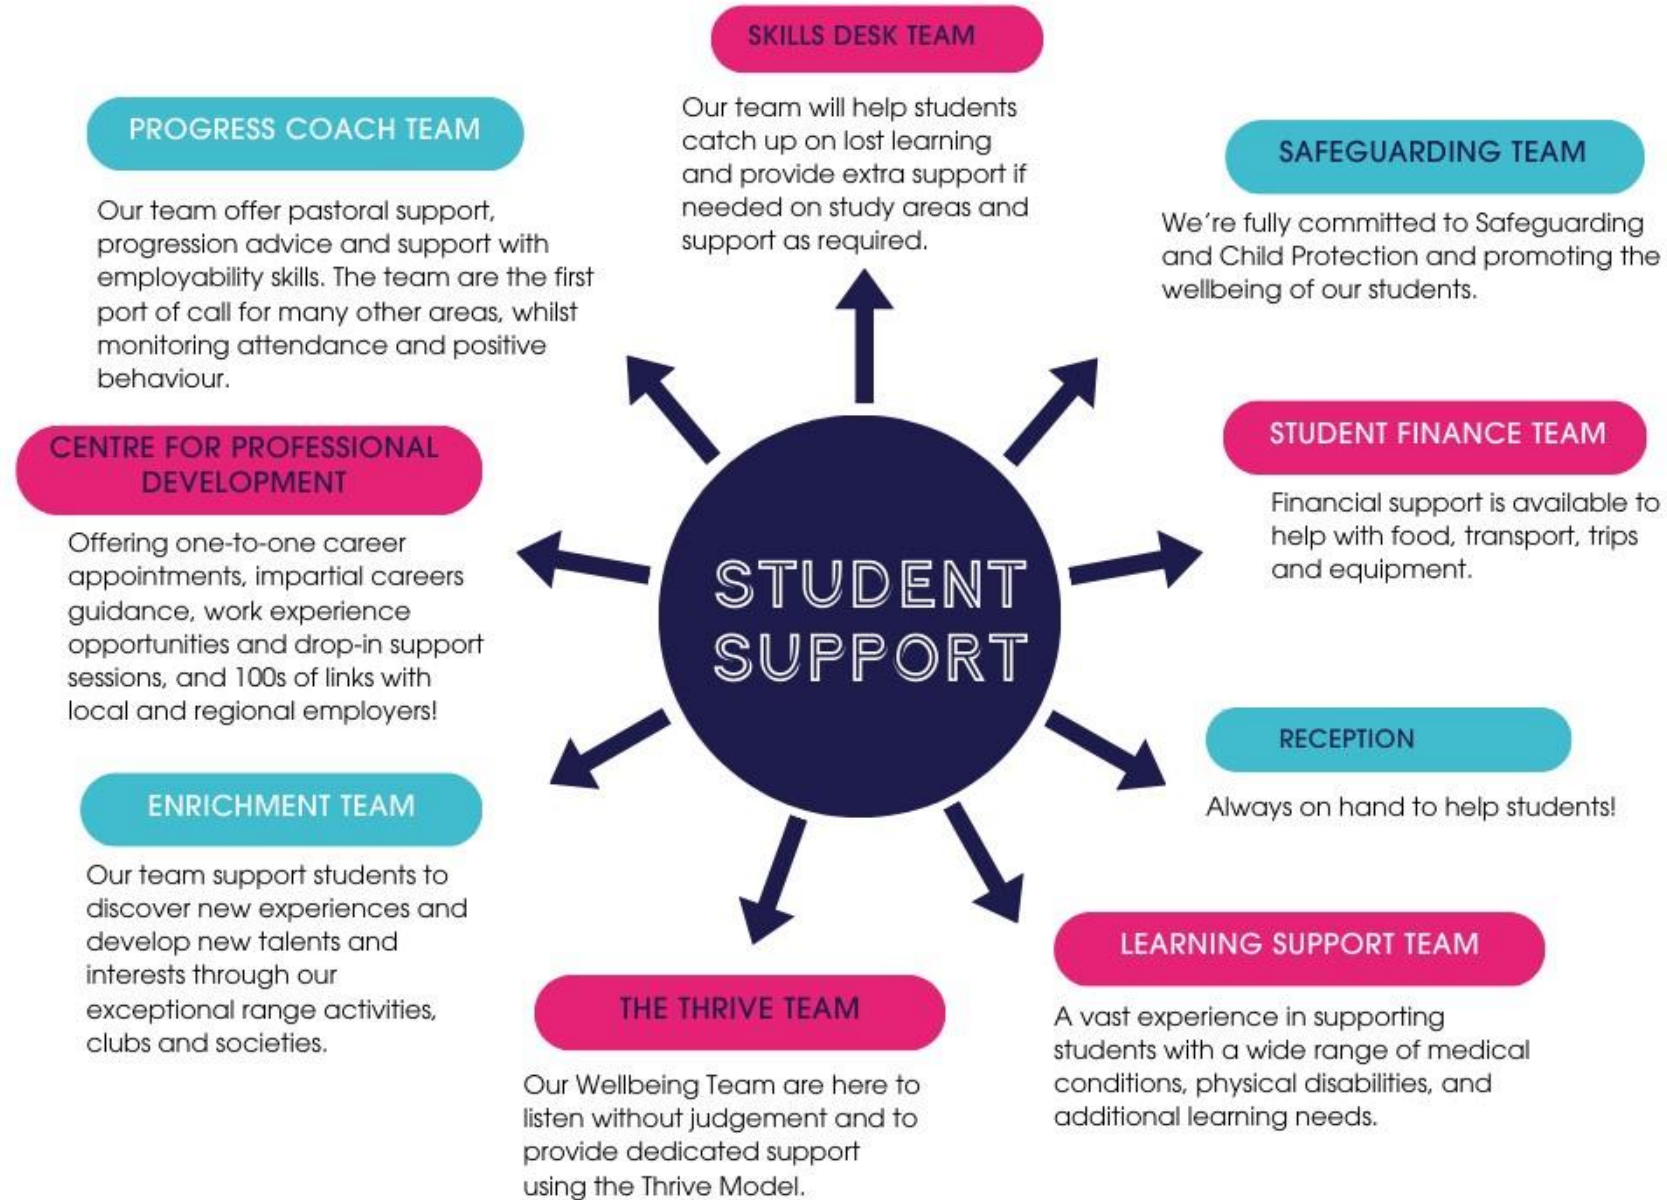 SKILLS DESK TEAM
Our team will help students
catch up on lost learning
and provide extra support if
needed on study areas and
support as required.
PROGRESS COACH TEAM
Our team offer pastoral support,
progression advice and support with
employability skills. The team are the first
port of call for many other areas, whilst
monitoring attendance and positive
behaviour.
SAFEGUARDING TEAM
We're fully committed to Safeguarding
and Child Protection and promoting the
wellbeing of our students.
CENTRE FOR PROFESSIONAL
DEVELOPMENT
Offering one-to-one career
appointments, impartial careers
guidance, work experience
opportunities and drop-in support
sessions, and 100s of links with
local and regional employers!
STUDENT
SUPPORT
STUDENT FINANCE TEAM
Financial support is available to
help with food, transport, trips
and equipment.
RECEPTION
Always on hand to help students!
ENRICHMENT TEAM
Our team support students to
discover new experiences and
develop new talents and
interests through our
exceptional range activities,
clubs and societies.
THE THRIVE TEAM
Our Wellbeing Team are here to
listen without judgement and to
provide dedicated support
using the Thrive Model.
LEARNING SUPPORT TEAM
A vast experience in supporting
students with a wide range of medical
conditions, physical disabilities, and
additional learning needs.